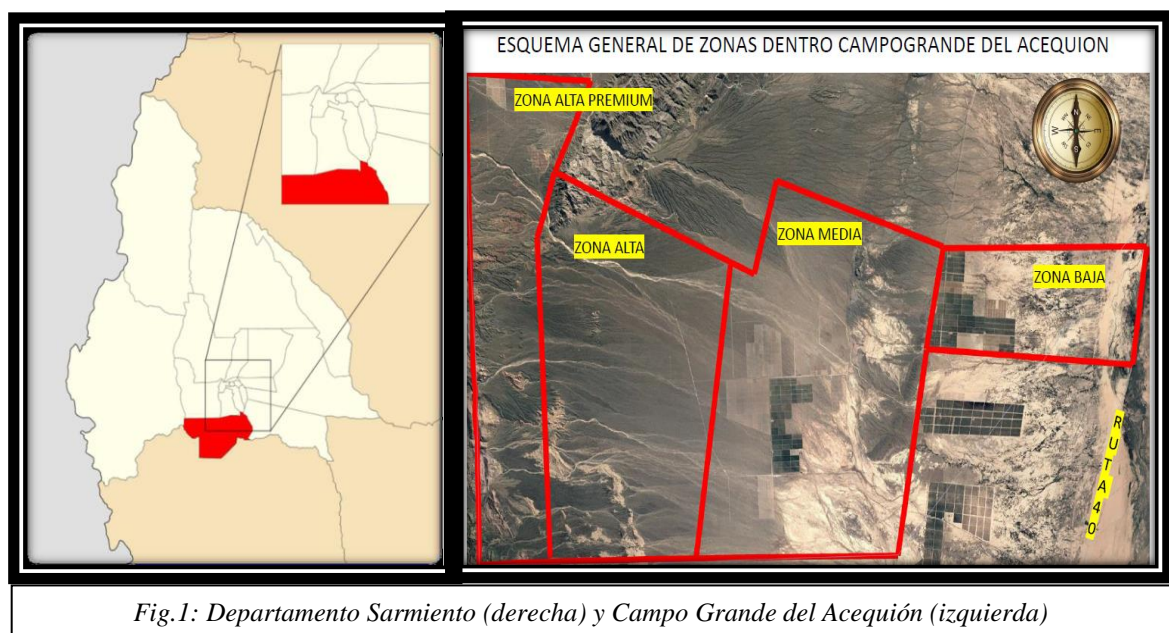 ESQUEMA GENERAL DE ZONAS DENTRO CAMPOGRANDE DEL ACEQUION
ZONA ALTA PREMIUM
ZONA ALTA
ZONA MEDIA
ZONA BAJA
N
E
S
W
RUTA 40
Fig.1: Departamento Sarmiento (derecha) y Campo Grande del Acequión (izquierda)